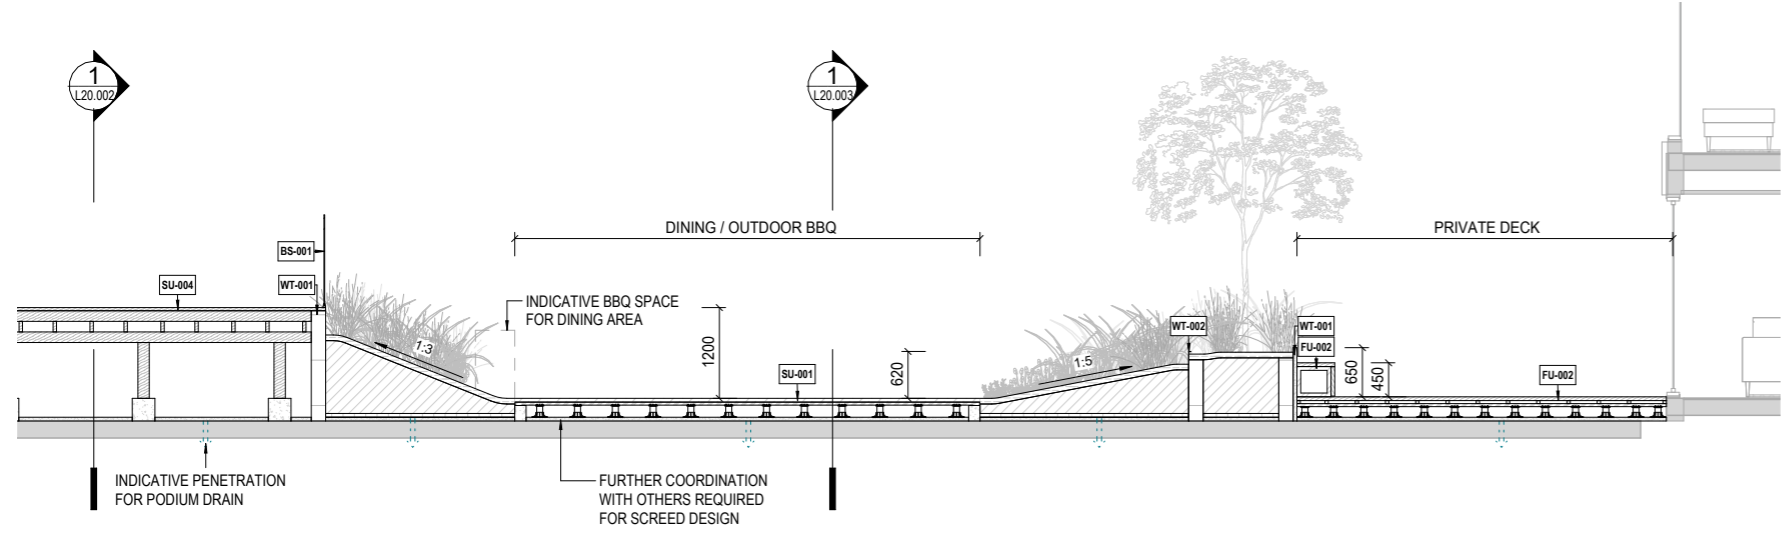 1
L20.002
1
L20.003
DINING / OUTDOOR BBQ
PRIVATE DECK
BS-001
SU-004
WT-001
INDICATIVE BBQ SPACE
FOR DINING AREA
1:3
1200
SU-001
620
1:5
WT-002
WT-001
FU-002
650
450
FU-002
INDICATIVE PENETRATION
FOR PODIUM DRAIN
FURTHER COORDINATION
WITH OTHERS REQUIRED
FOR SCREED DESIGN